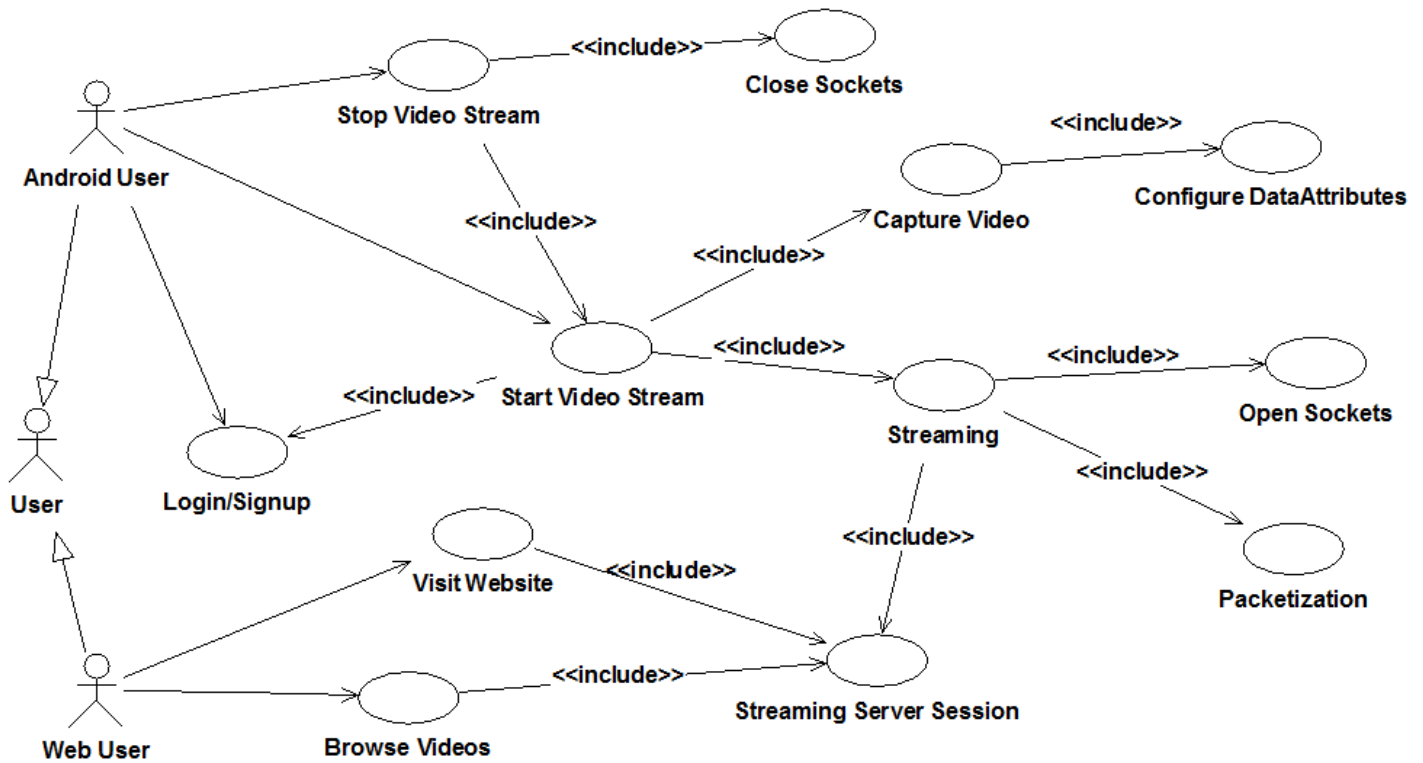 <<include>>
Close Sockets
Stop Video Stream
<<include>>
Android User
Configure DataAttributes
<<include>>
Capture Video
<<include>>
<<include>>
<<include>>
<<include>>
Start Video Stream
Open Sockets
Streaming
User
Login/Signup
<<include>>
<<include>>
<<include>>
Visit Website
Packetization
<<include>>
Streaming Server Session
Web User
Browse Videos